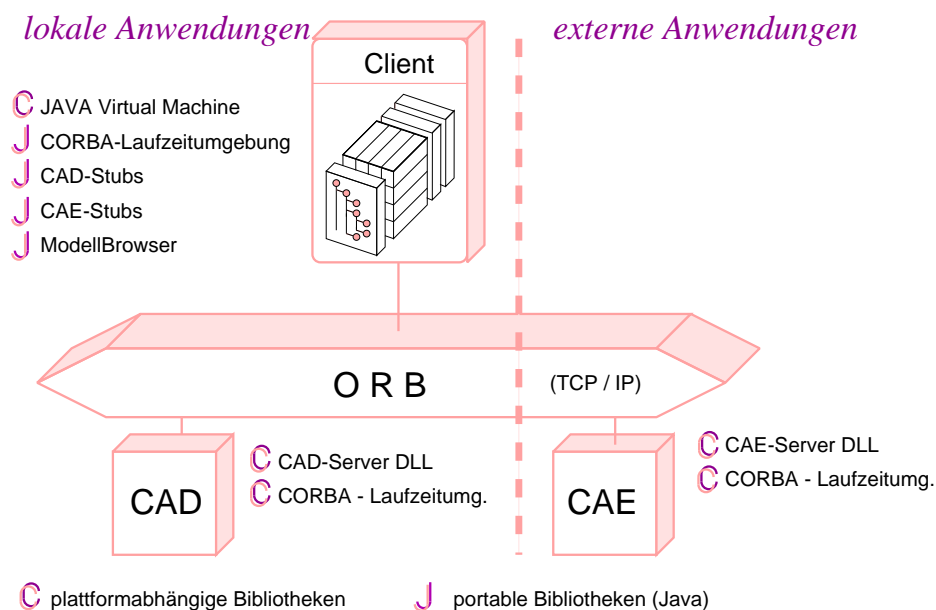 lokale Anwendungen
externe Anwendungen
Client
C JAVA Virtual Machine
J CORBA-Laufzeitumgebung
J CAD-Stubs
J CAE-Stubs
J ModellBrowser
O R B
(TCP / IP)
CAD
C CAD-Server DLL
C CORBA - Laufzeitumg.
CAE
C CAE-Server DLL
C CORBA - Laufzeitumg.
C plattformabhängige Bibliotheken
J portable Bibliotheken (Java)